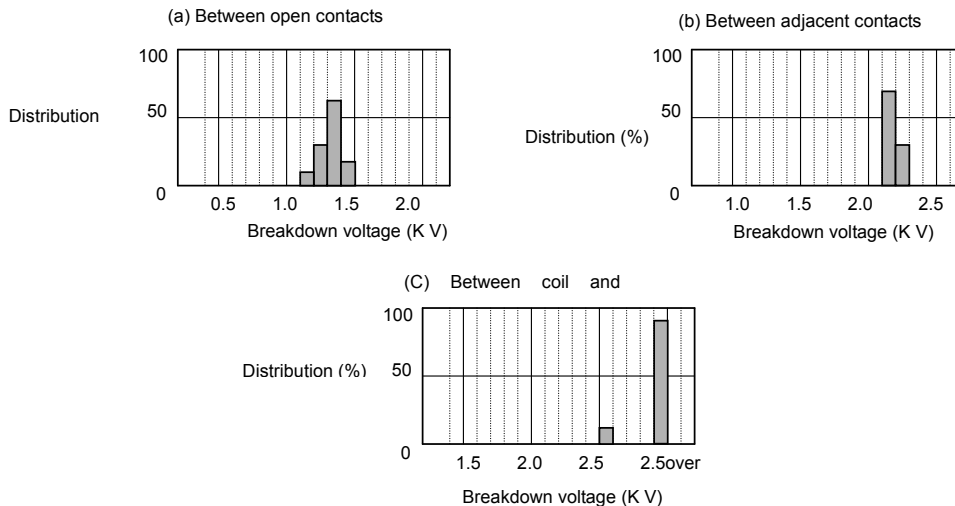 (a) Between open contacts
100
Distribution
50
0
0.5 1.0 1.5 2.0
Breakdown voltage (K V)
(b) Between adjacent contacts
100
50
Distribution (%)
0
1.0 1.5 2.0 2.5
Breakdown voltage (K V)
(C) Between coil and
100
Distribution (%)
50
0
1.5 2.0 2.5 2.5over
Breakdown voltage (K V)